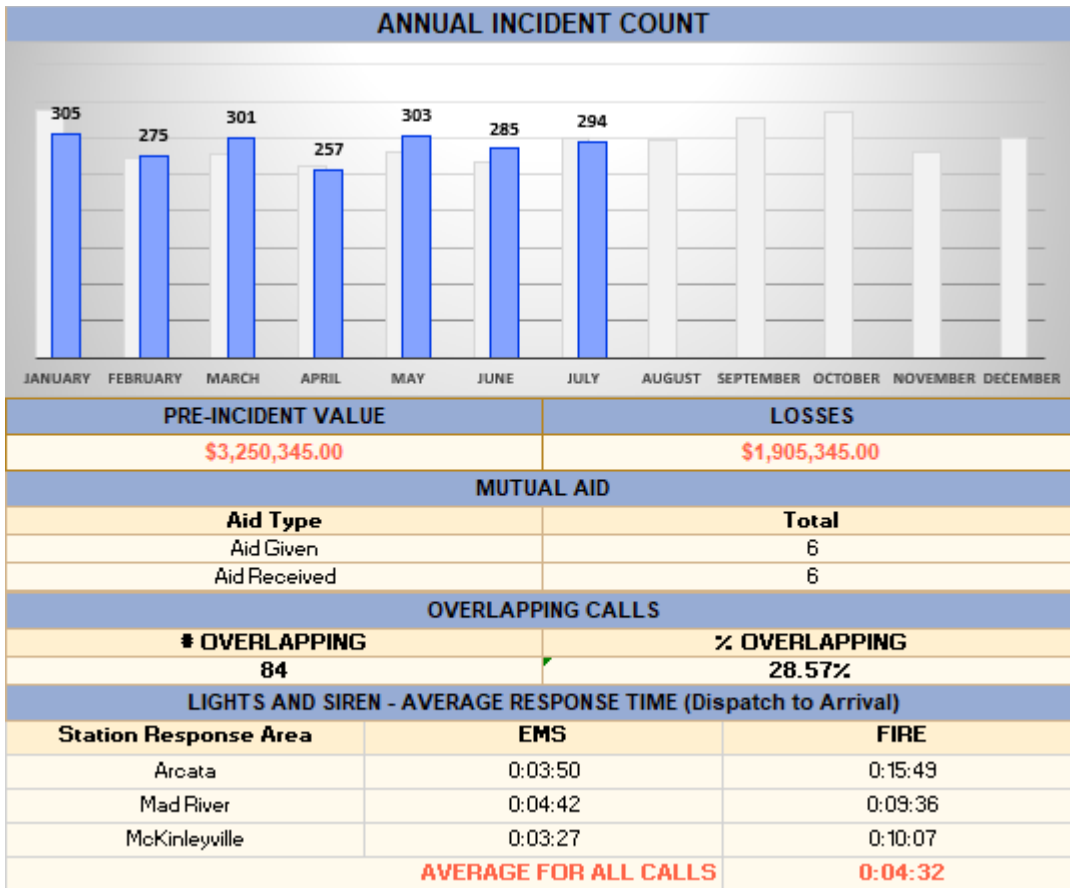 ANNUAL INCIDENT COUNT
305 275 301 257 303 285 294
JANUARY FEBRUARY MARCH APRIL MAY JUNE JULY AUGUST SEPTEMBER OCTOBER NOVEMBER DECEMBER
PRE-INCIDENT VALUE LOSSES
$3,250,345.00 $1,905,345.00
MUTUAL AID
Aid Type Total
Aid Given 6
Aid Received 6
OVERLAPPING CALLS
# OVERLAPPING % OVERLAPPING
84 28.57%
LIGHTS AND SIREN - AVERAGE RESPONSE TIME (Dispatch to Arrival)
Station Response Area EMS FIRE
Arcata 0:03:50 0:15:49
Mad River 0:04:42 0:09:36
McKinleyville 0:03:27 0:10:07
AVERAGE FOR ALL CALLS 0:04:32